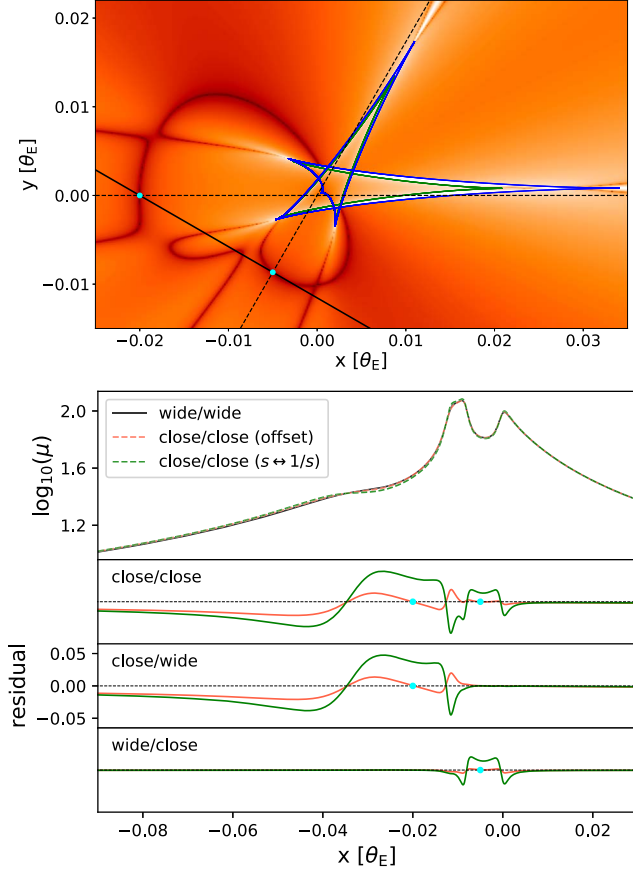 0.02
0.01
0.00
−0.01
y [θE]
−0.02 −0.01 0.00 0.01 0.02 0.03
x [θE]
wide/wide
close/close (offset)
close/close (s ↔ 1/s)
2.0
1.6
1.2
log10(μ)
close/close
close/wide
0.05
0.00
−0.05
residual
wide/close
−0.08 −0.06 −0.04 −0.02 0.00 0.02
x [θE]